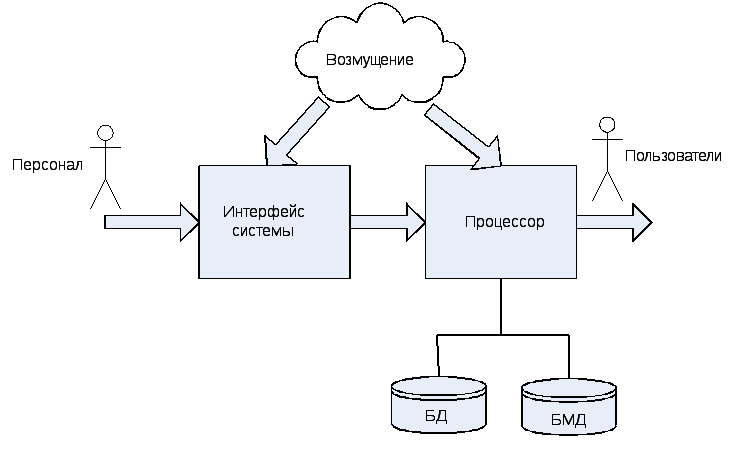 Возмущение
Персонал
Пользователи
Интерфейс
системы
Процессор
БД
БМД